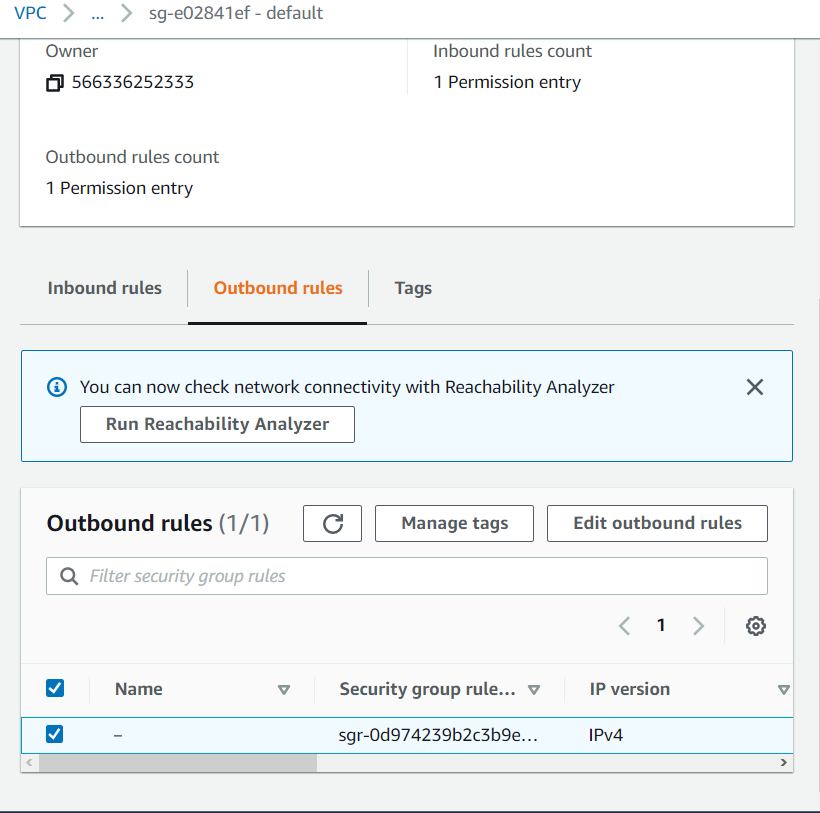 VPC > ... > sg-e02841ef - default
Owner Inbound rules count
566336252333 1 Permission entry
Outbound rules count
1 Permission entry
Inbound rules Outbound rules Tags
You can now check network connectivity with Reachability Analyzer
Run Reachability Analyzer
Outbound rules (1/1) Manage tags Edit outbound rules
Filter security group rules
1
Name Security group rule... IP version
– sgr-0d974239b2c3b9e... IPv4